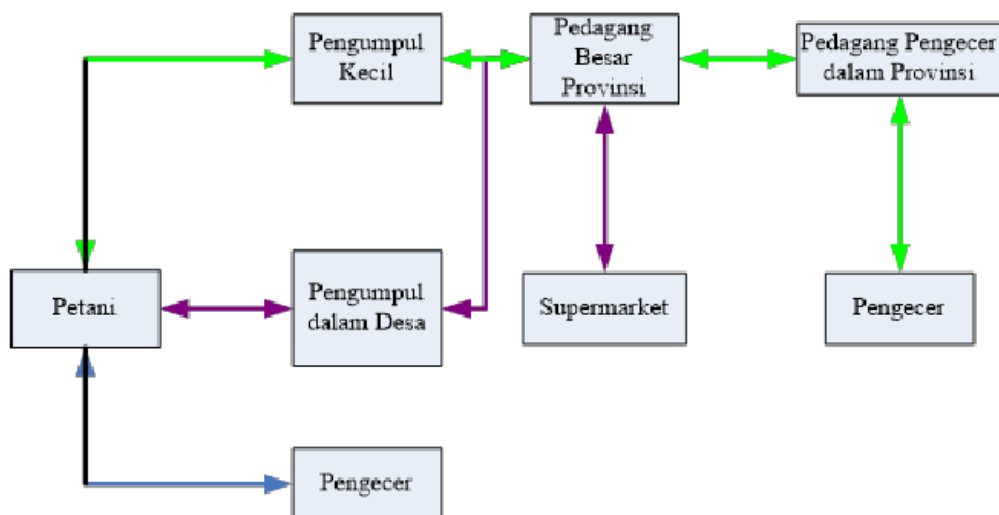 Pengumpul
Kecil
Pedagang
Besar
Provinsi
Pedagang Pengecer
dalam Provinsi
Petani
Pengumpul
dalam Desa
Supermarket
Pengecer
Pengecer